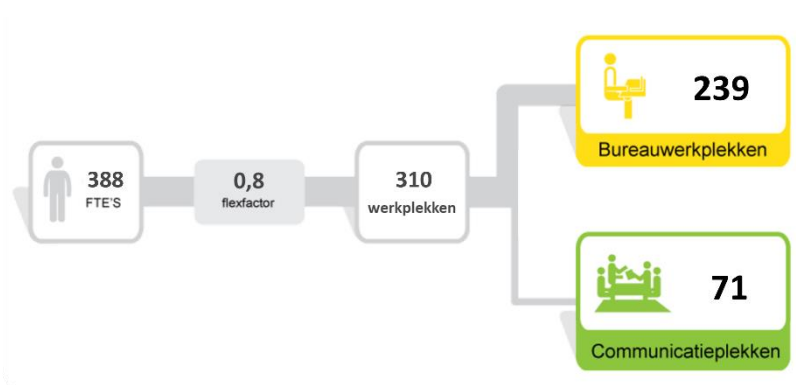 388
FTE'S
0,8
flexfactor
310
werkplekken
239
Bureauwerkplekken
71
Communicatieplekken